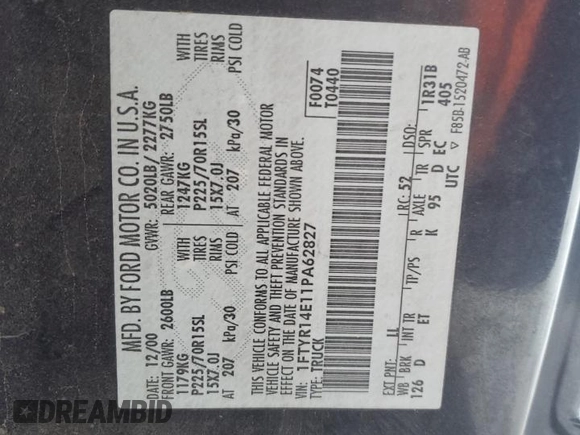 MFD. BY FORD MOTOR CO. IN U.S.A.
DATE: 12/00 GVWR: 5020LB/ 2277KG
FRONT GAWR: 2600LB REAR GAWR: 2750LB
1179KG WITH 1247KG WITH
P225/70R15SL TIRES P225/70R15SL TIRES
15X7.0J RIMS 15X7.0J RIMS
AT 207 kPa/30 PSI COLD AT 207 kPa/30 PSI COLD
THIS VEHICLE CONFORMS TO ALL APPLICABLE FEDERAL MOTOR
VEHICLE SAFETY AND THEFT PREVENTION STANDARDS IN
EFFECT ON THE DATE OF MANUFACTURE SHOWN ABOVE.
VIN: 1FTYR14E11PA62827
TYPE: TRUCK
F0074
T0440
EXT PNT: LL RC: 52 DSO:
WB BRK INT TR TP/PS R AXLE TR SPR
126 D ET K 95 D EC 405
1R31B
UTC
F85B-1520472-AB
DREAMBID